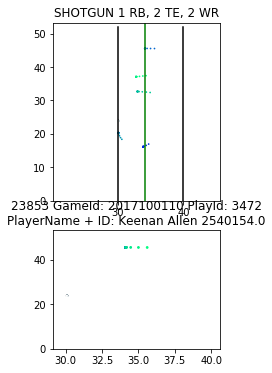 SHOTGUN 1 RB, 2 TE, 2 WR
50
40
30
20
10
0
30
40
23853 GameId: 2017100110 PlayId: 3472
PlayerName + ID: Keenan Allen 2540154.0
40
20
0
30.0 32.5 35.0 37.5 40.0